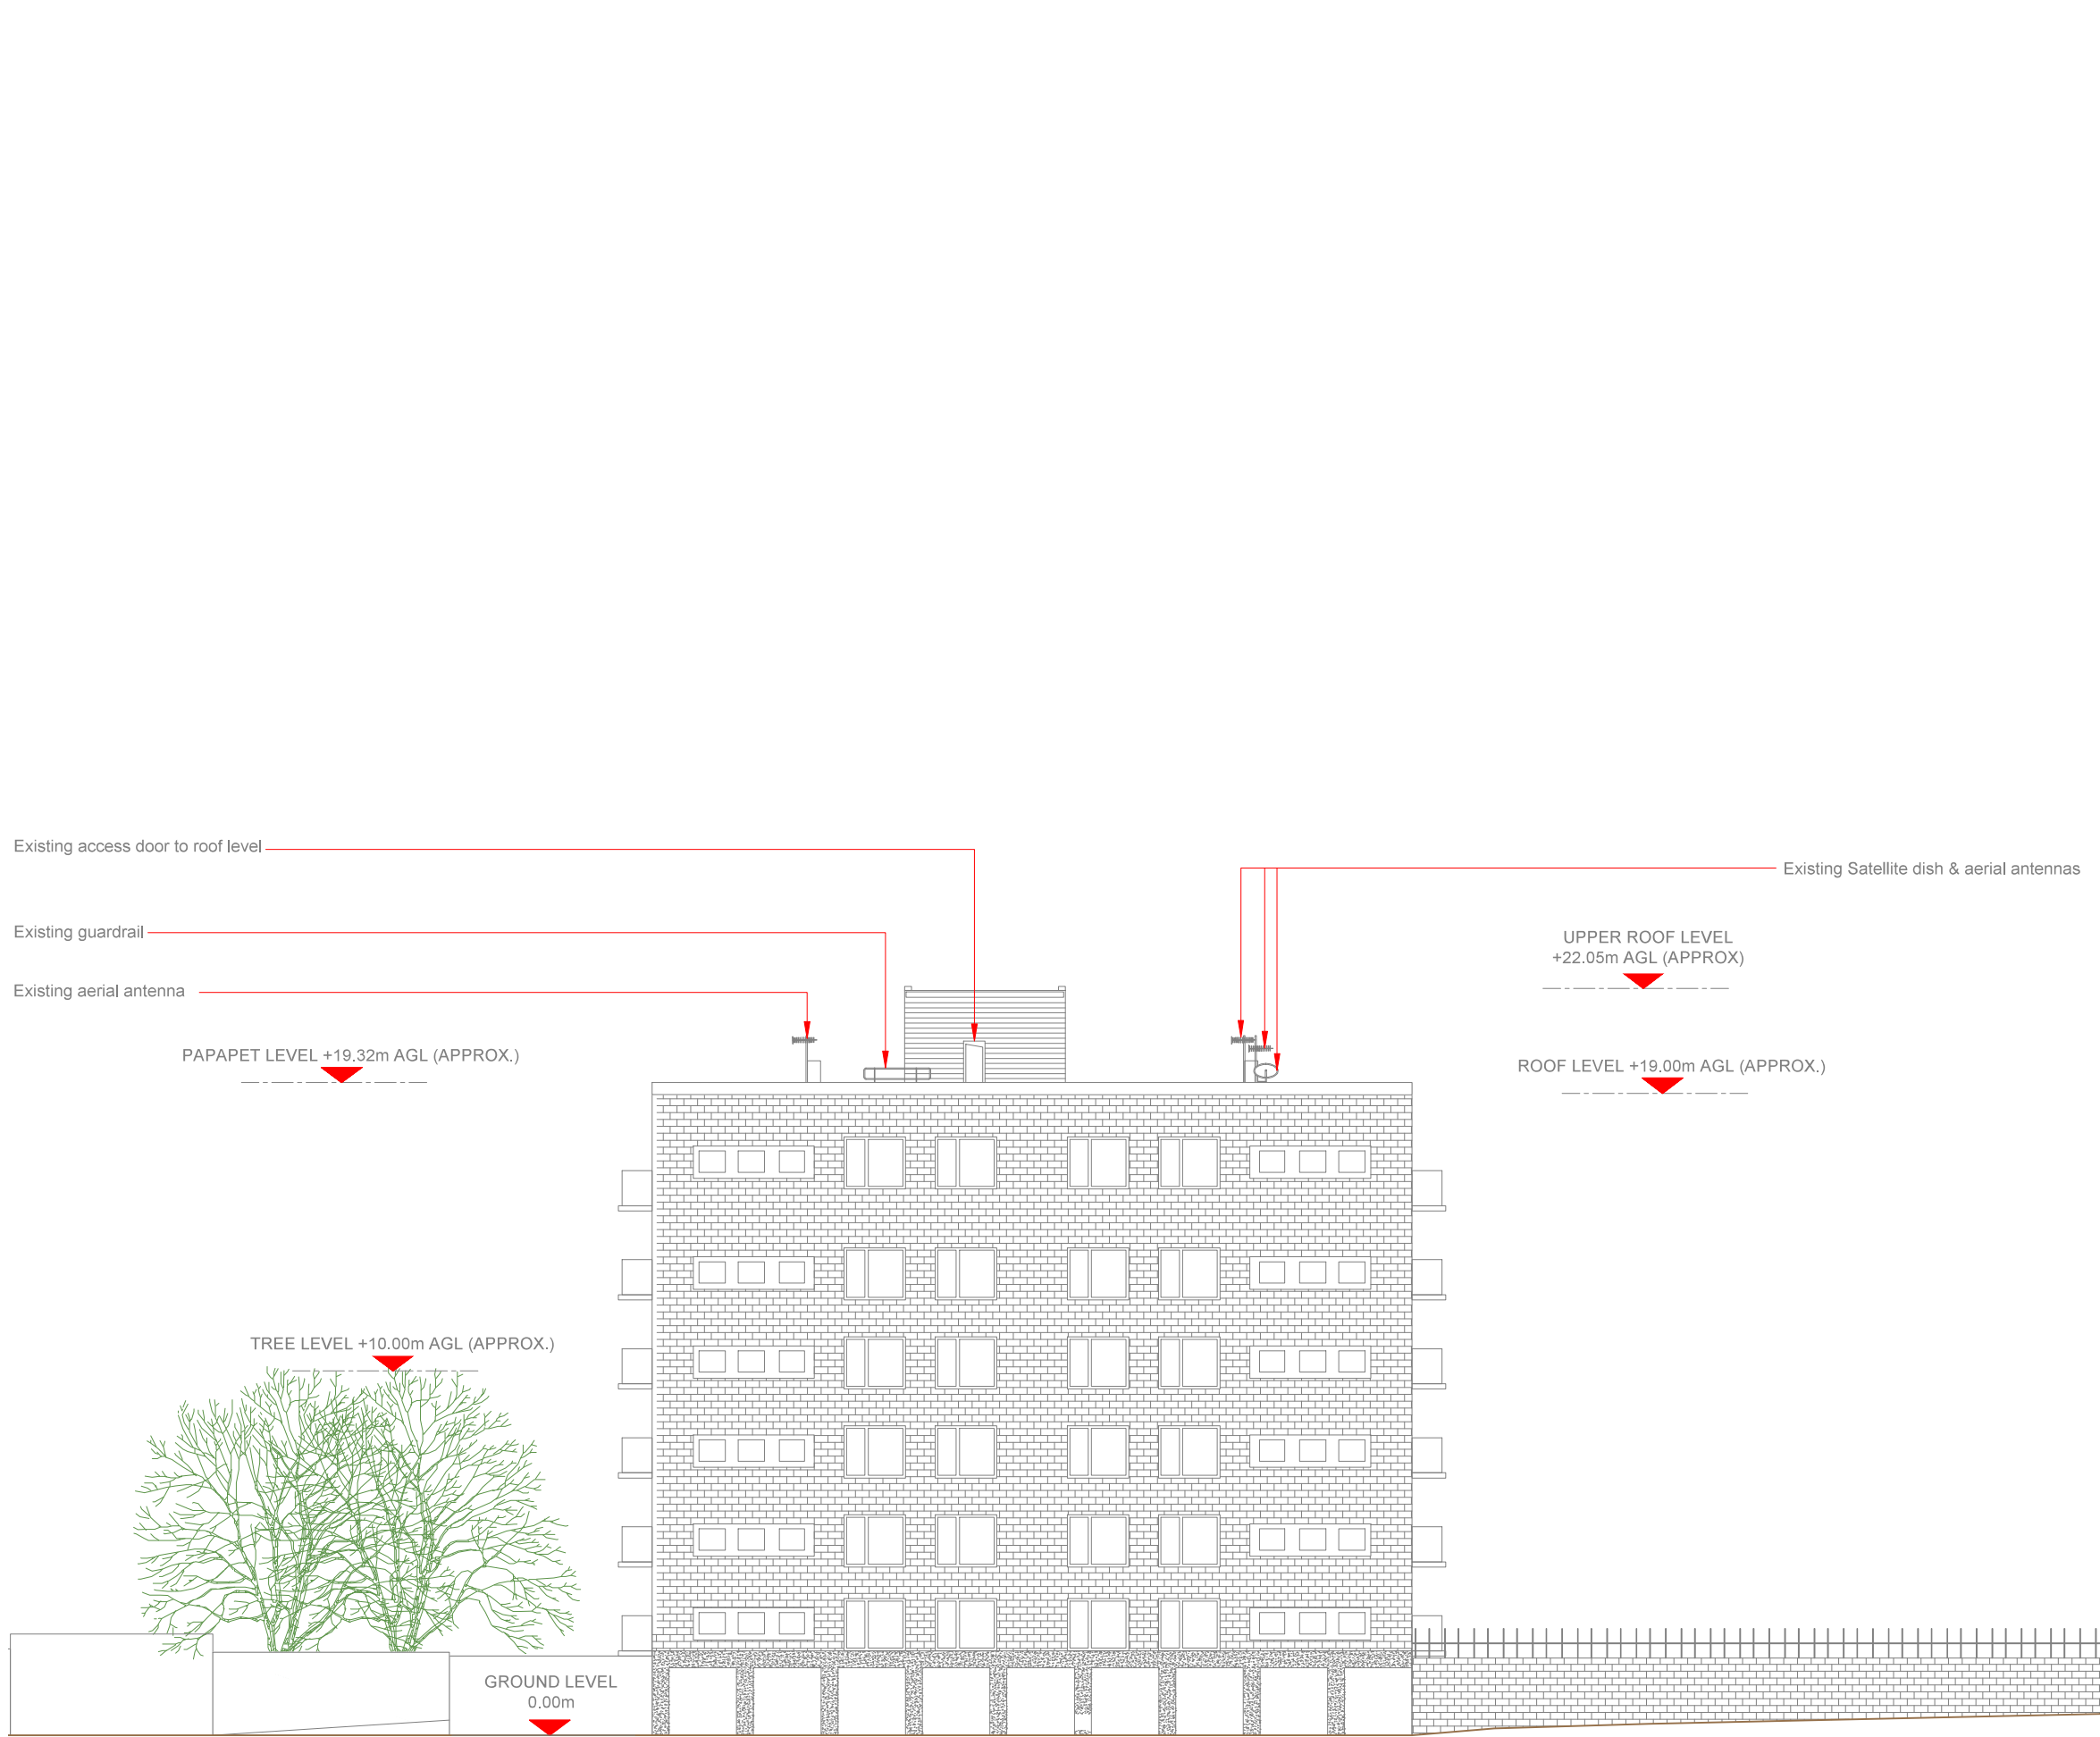 Existing access door to roof level
Existing Satellite dish & aerial antennas
Existing guardrail
UPPER ROOF LEVEL
+22.05m AGL (APPROX)
Existing aerial antenna
PAPAPET LEVEL +19.32m AGL (APPROX.)
ROOF LEVEL +19.00m AGL (APPROX.)
TREE LEVEL +10.00m AGL (APPROX.)
GROUND LEVEL
0.00m